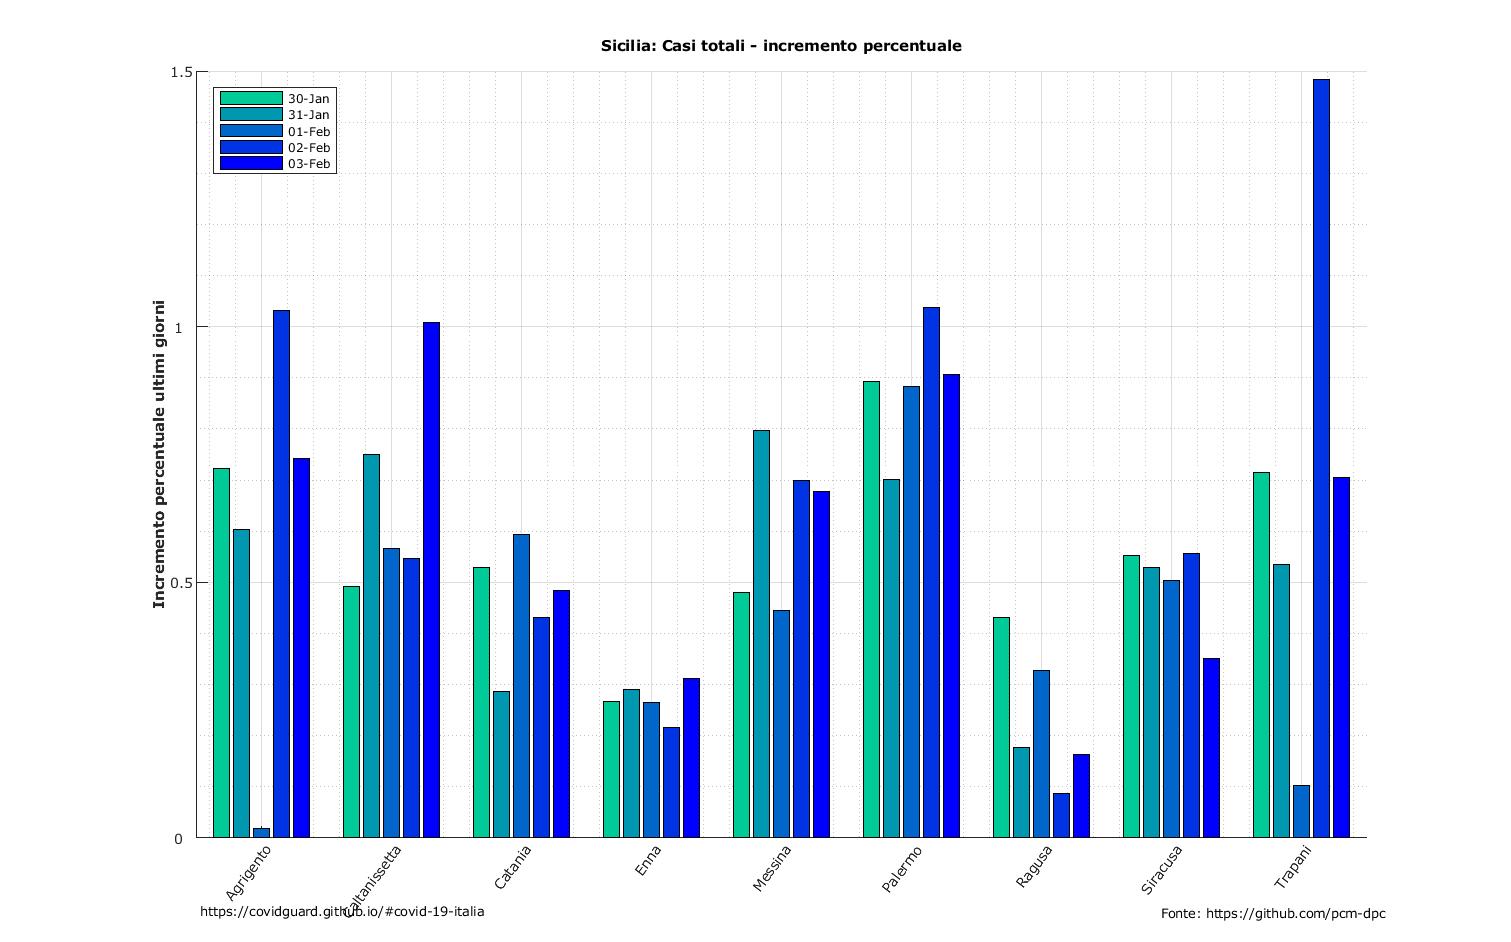 Sicilia: Casi totali - incremento percentuale
1.5
30-Jan
31-Jan
01-Feb
02-Feb
03-Feb
Incremento percentuale ultimi giorni
1
0.5
0
Agrigento
Caltanissetta
Catania
Enna
Messina
Palermo
Ragusa
Siracusa
Trapani
https://covidguard.github.io/#covid-19-italia
Fonte: https://github.com/pcm-dpc